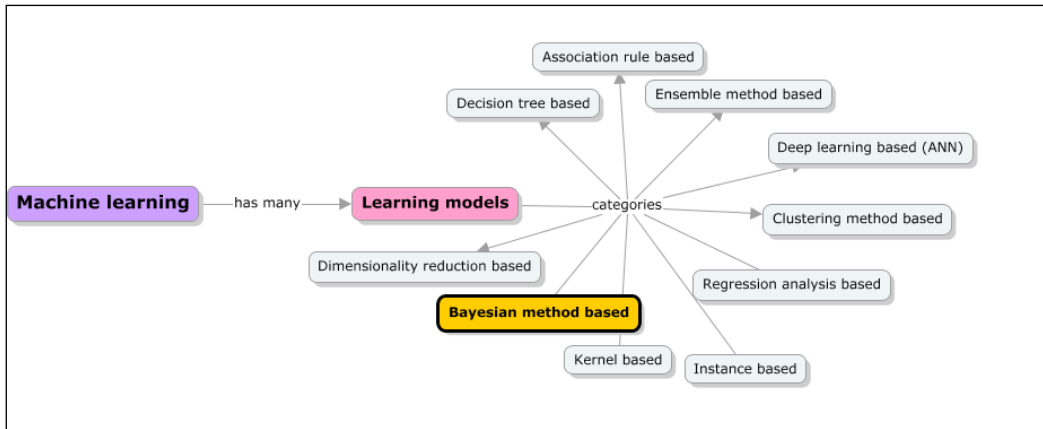 Association rule based
Ensemble method based
Decision tree based
Deep learning based (ANN)
Machine learning
has many
Learning models
categories
Clustering method based
Dimensionality reduction based
Regression analysis based
Bayesian method based
Kernel based
Instance based